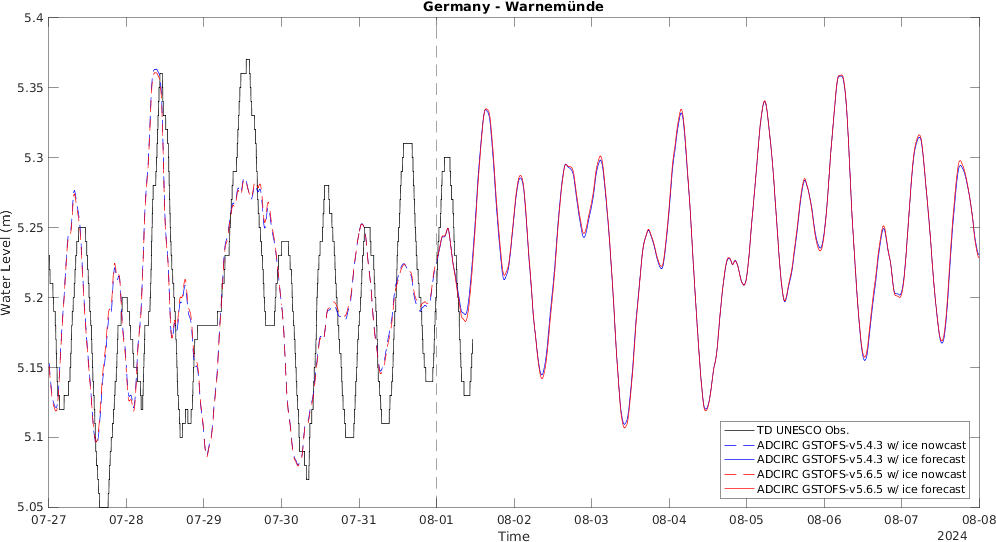 Germany - Warnemünde
5.4
5.35
5.3
5.25
5.2
5.15
5.1
5.05
Water Level (m)
TD UNESCO Obs.
ADCIRC GSTOFS-v5.4.3 w/ ice nowcast
ADCIRC GSTOFS-v5.4.3 w/ ice forecast
ADCIRC GSTOFS-v5.6.5 w/ ice nowcast
ADCIRC GSTOFS-v5.6.5 w/ ice forecast
07-27 07-28 07-29 07-30 07-31 08-01 08-02 08-03 08-04 08-05 08-06 08-07 08-08
Time
2024